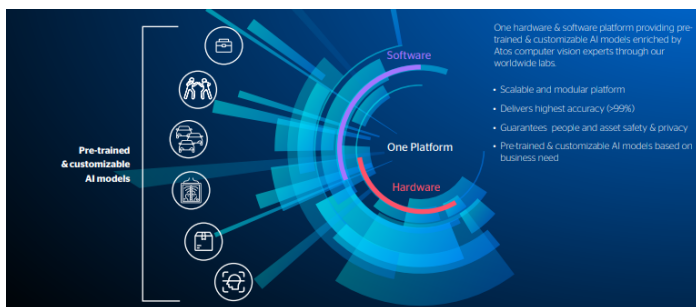 Software
One Platform
Hardware
Pre-trained
& customizable
AI models
One hardware & software platform providing pre-
trained & customizable AI models enriched by
Atos computer vision experts through our
worldwide labs.
• Scalable and modular platform
• Delivers highest accuracy (>99%)
• Guarantees people and asset safety & privacy
• Pre-trained & customizable AI models based on
business need